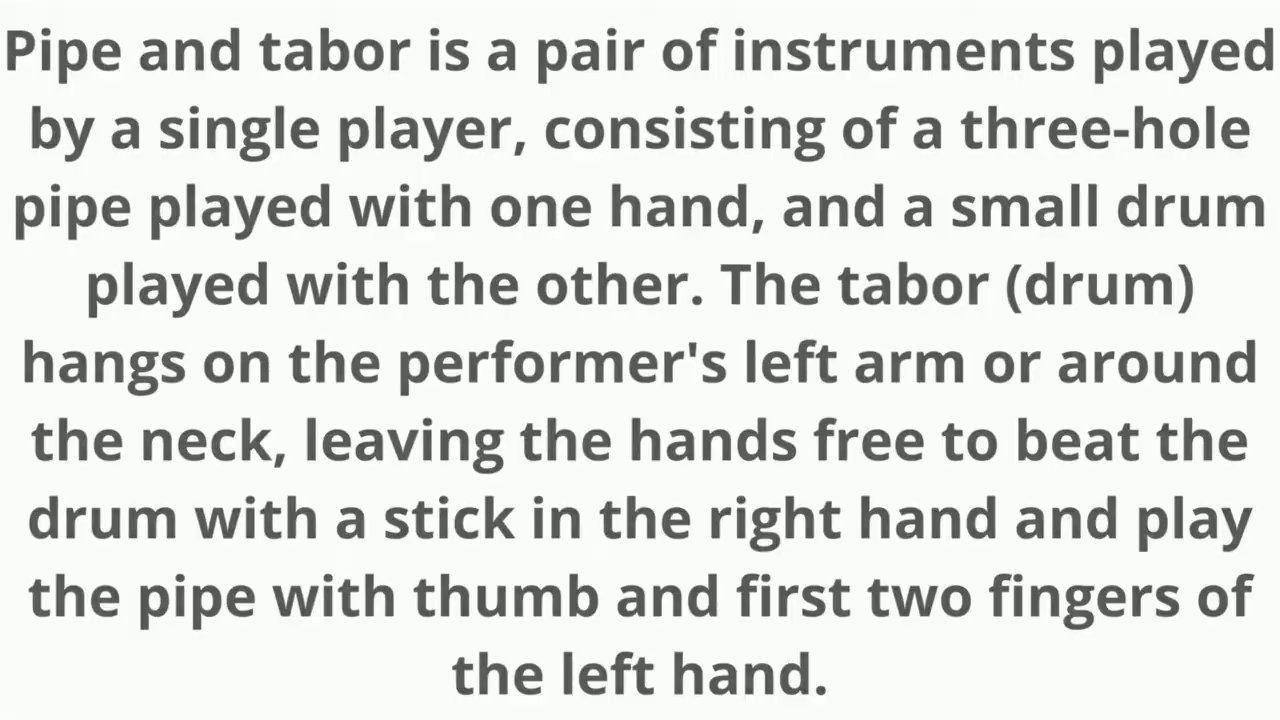 Pipe and tabor is a pair of instruments played
by a single player, consisting of a three-hole
pipe played with one hand, and a small drum
played with the other. The tabor (drum)
hangs on the performer's left arm or around
the neck, leaving the hands free to beat the
drum with a stick in the right hand and play
the pipe with thumb and first two fingers of
the left hand.